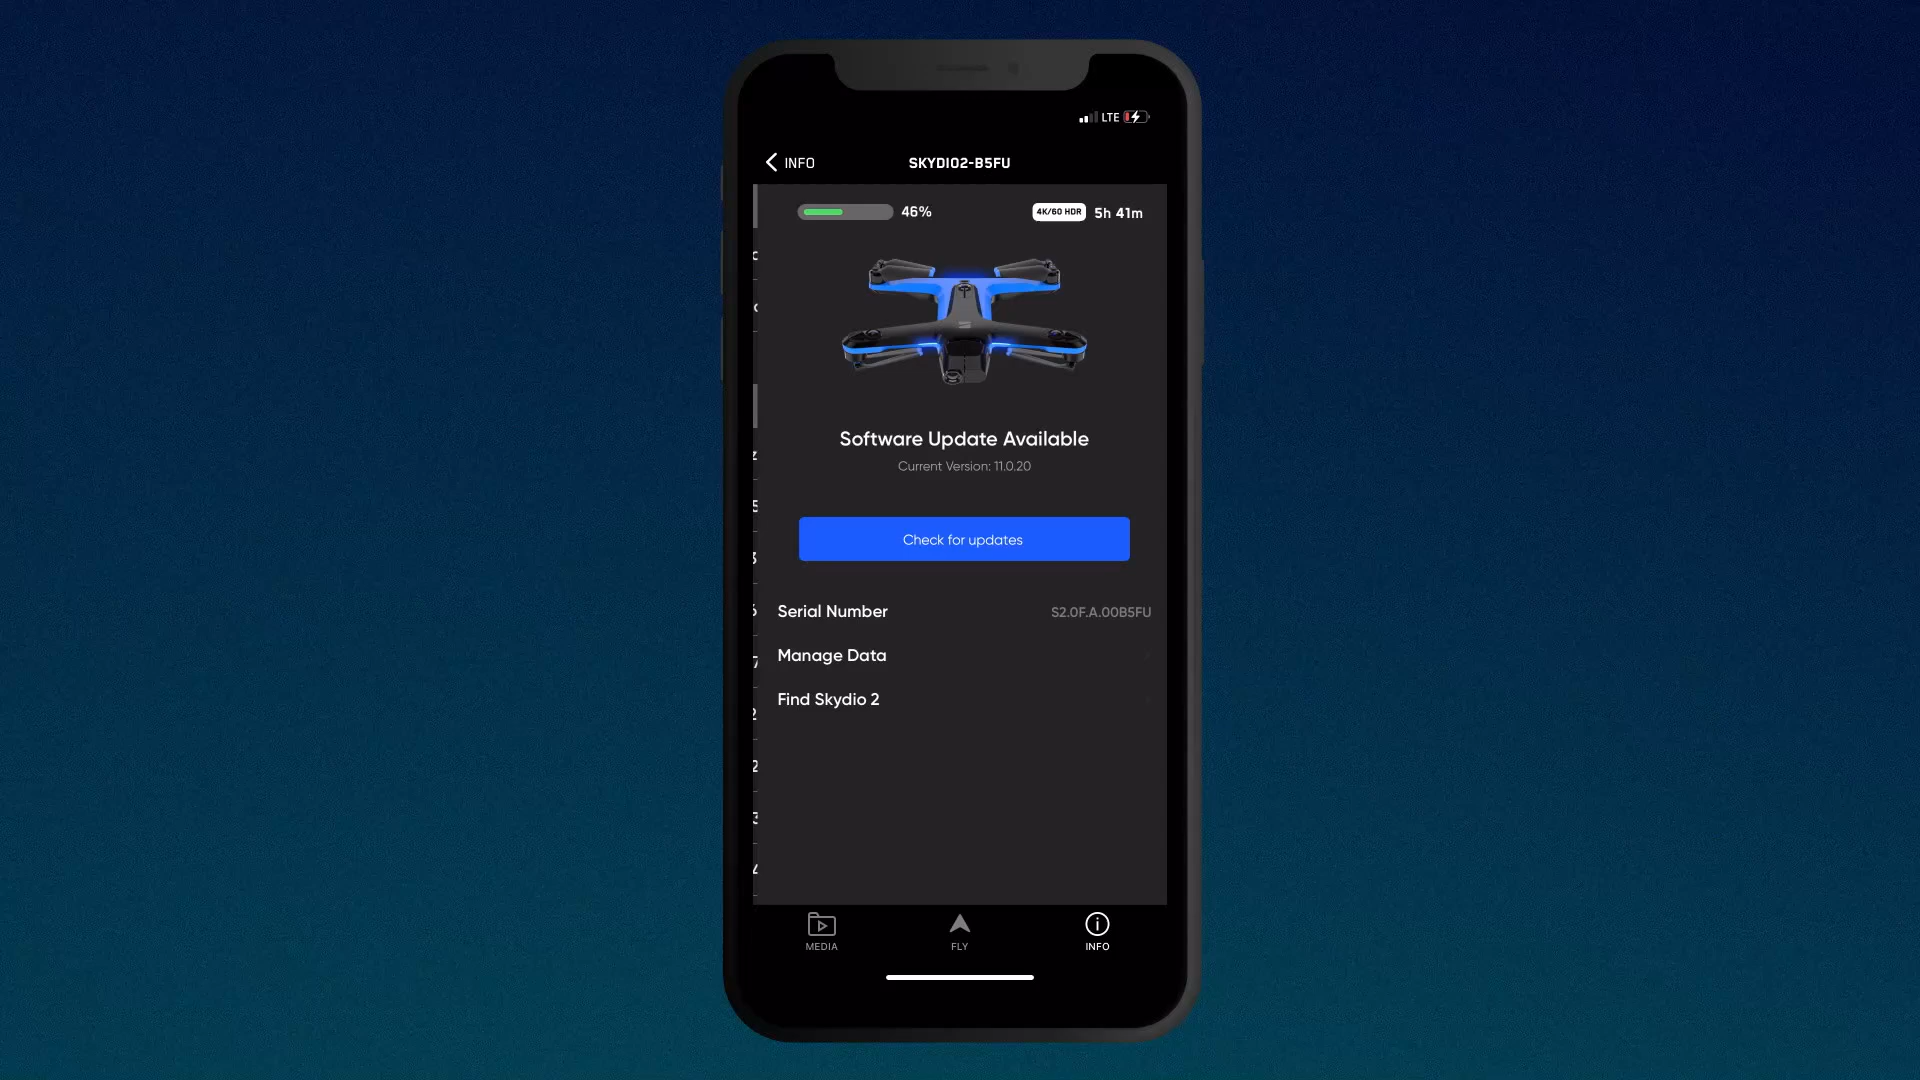 LTE
INFO
SKYDIO2-B5FU
46%
4K/60 HDR
5h 41m
Software Update Available
Current Version: 11.0.20
Check for updates
Serial Number
S2.0F.A.00B5FU
Manage Data
Find Skydio 2
MEDIA
FLY
INFO